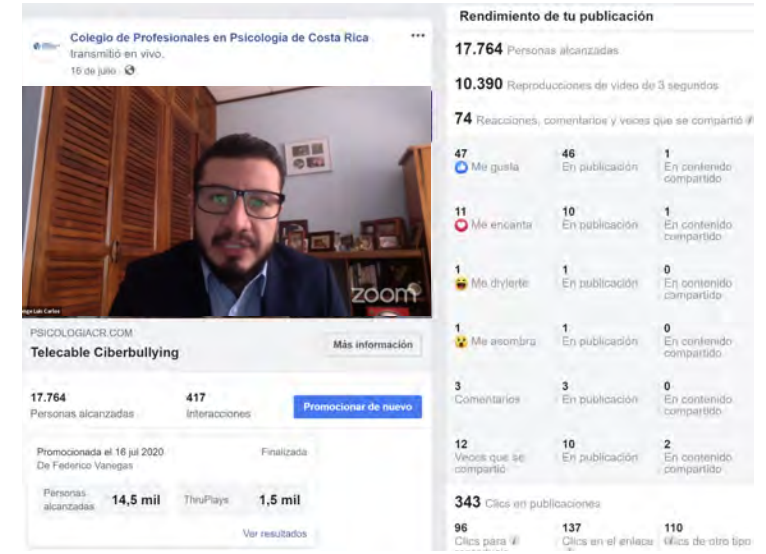 Colegio de Profesionales en Psicología de Costa Rica
transmitió en vivo.
16 de julio
zoom
PSICOLOGIACR.COM
Telecable Ciberbullying
Más información
17.764
Personas alcanzadas
417
Interacciones
Promocionar de nuevo
Promocionada el 16 jul 2020
De Federico Vanegas
Finalizada
Personas
alcanzadas
14,5 mil
ThruPlays
1,5 mil
Ver resultados
Rendimiento de tu publicación
17.764 Personas alcanzadas
10.390 Reproducciones de video de 3 segundos
74 Reacciones, comentarios y veces que se compartió
47
Me gusta
46
En publicación
1
En contenido
compartido
11
Me encanta
10
En publicación
1
En contenido
compartido
1
Me divierte
1
En publicación
0
En contenido
compartido
1
Me asombra
1
En publicación
0
En contenido
compartido
3
Comentarios
3
En publicación
0
En contenido
compartido
12
Veces que se
compartió
10
En publicación
2
En contenido
compartido
343 Clics en publicaciones
96
Clics para
137
Clics en el enlace
110
Clics de otro tipo